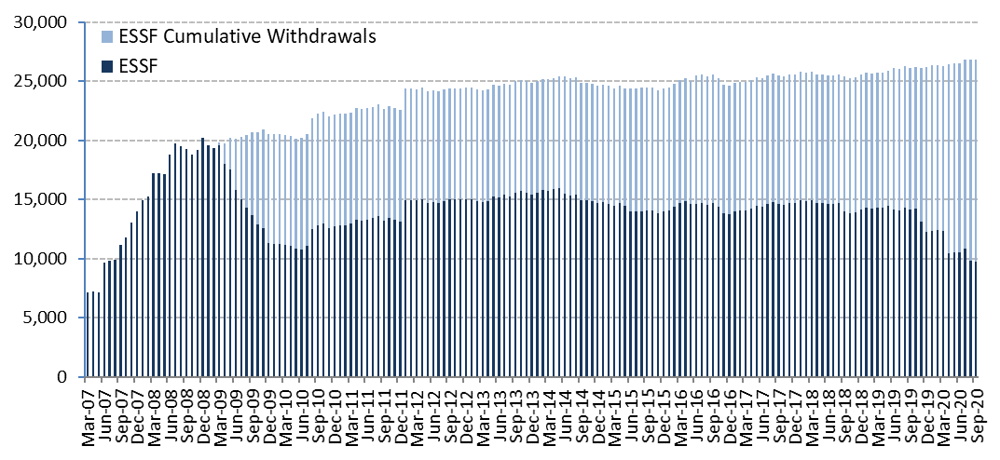 30,000
25,000
20,000
15,000
10,000
5,000
0
ESSF Cumulative Withdrawals
ESSF
Mar-07
Jun-07
Sep-07
Dec-07
Mar-08
Jun-08
Sep-08
Dec-08
Mar-09
Jun-09
Sep-09
Dec-09
Mar-10
Jun-10
Sep-10
Dec-10
Mar-11
Jun-11
Sep-11
Dec-11
Mar-12
Jun-12
Sep-12
Dec-12
Mar-13
Jun-13
Sep-13
Dec-13
Mar-14
Jun-14
Sep-14
Dec-14
Mar-15
Jun-15
Sep-15
Dec-15
Mar-16
Jun-16
Sep-16
Dec-16
Mar-17
Jun-17
Sep-17
Dec-17
Mar-18
Jun-18
Sep-18
Dec-18
Mar-19
Jun-19
Sep-19
Dec-19
Mar-20
Jun-20
Sep-20